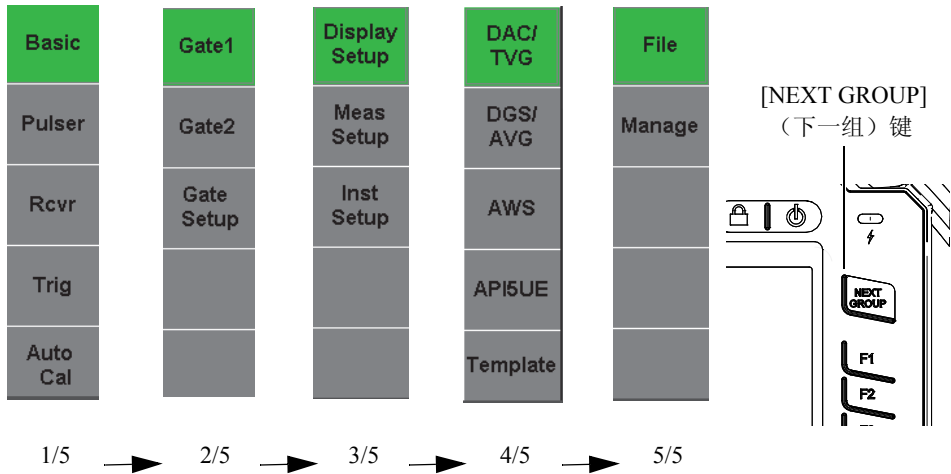 Basic
Pulser
Rcvr
Trig
Auto
Cal
Gate1
Gate2
Gate
Setup
Display
Setup
Meas
Setup
Inst
Setup
DAC/
TVG
DGS/
AVG
AWS
API5UE
Template
File
Manage
[NEXT GROUP]
（下一组）键
NEXT
GROUP
F1
F2
1/5
2/5
3/5
4/5
5/5